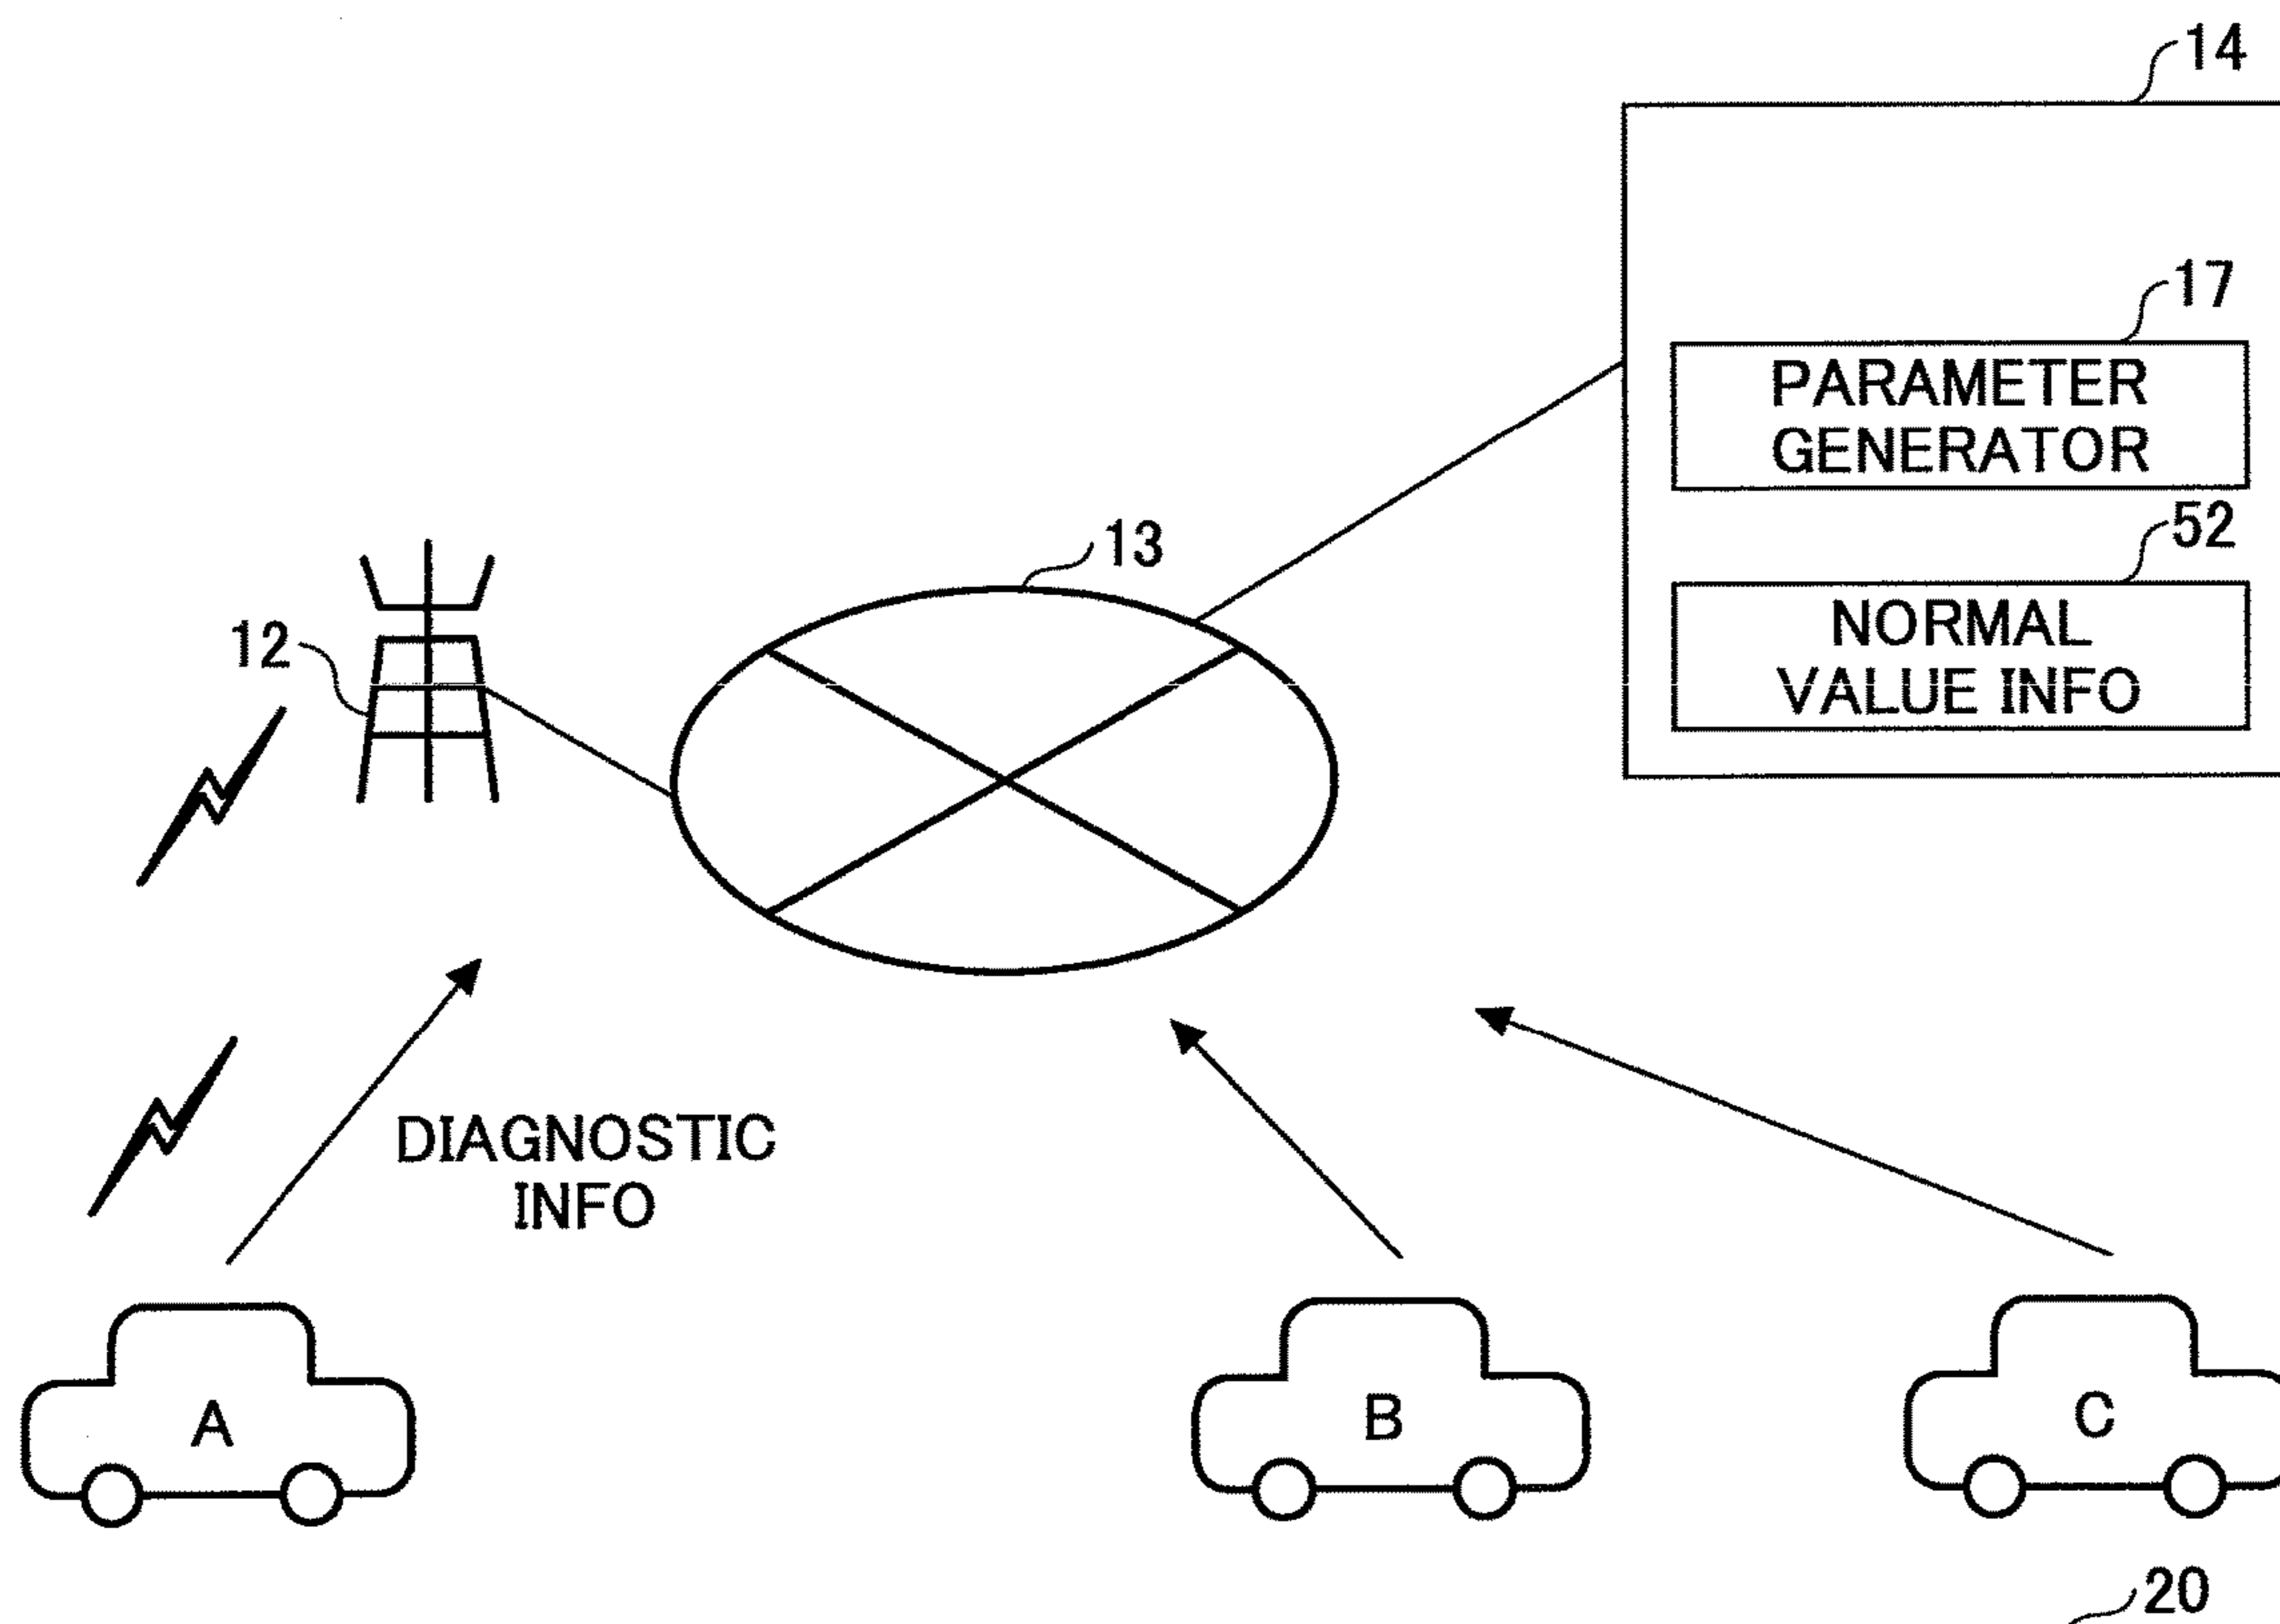 14
17
PARAMETER
GENERATOR
52
NORMAL
VALUE INFO
13
12
DIAGNOSTIC
INFO
A
B
C
20